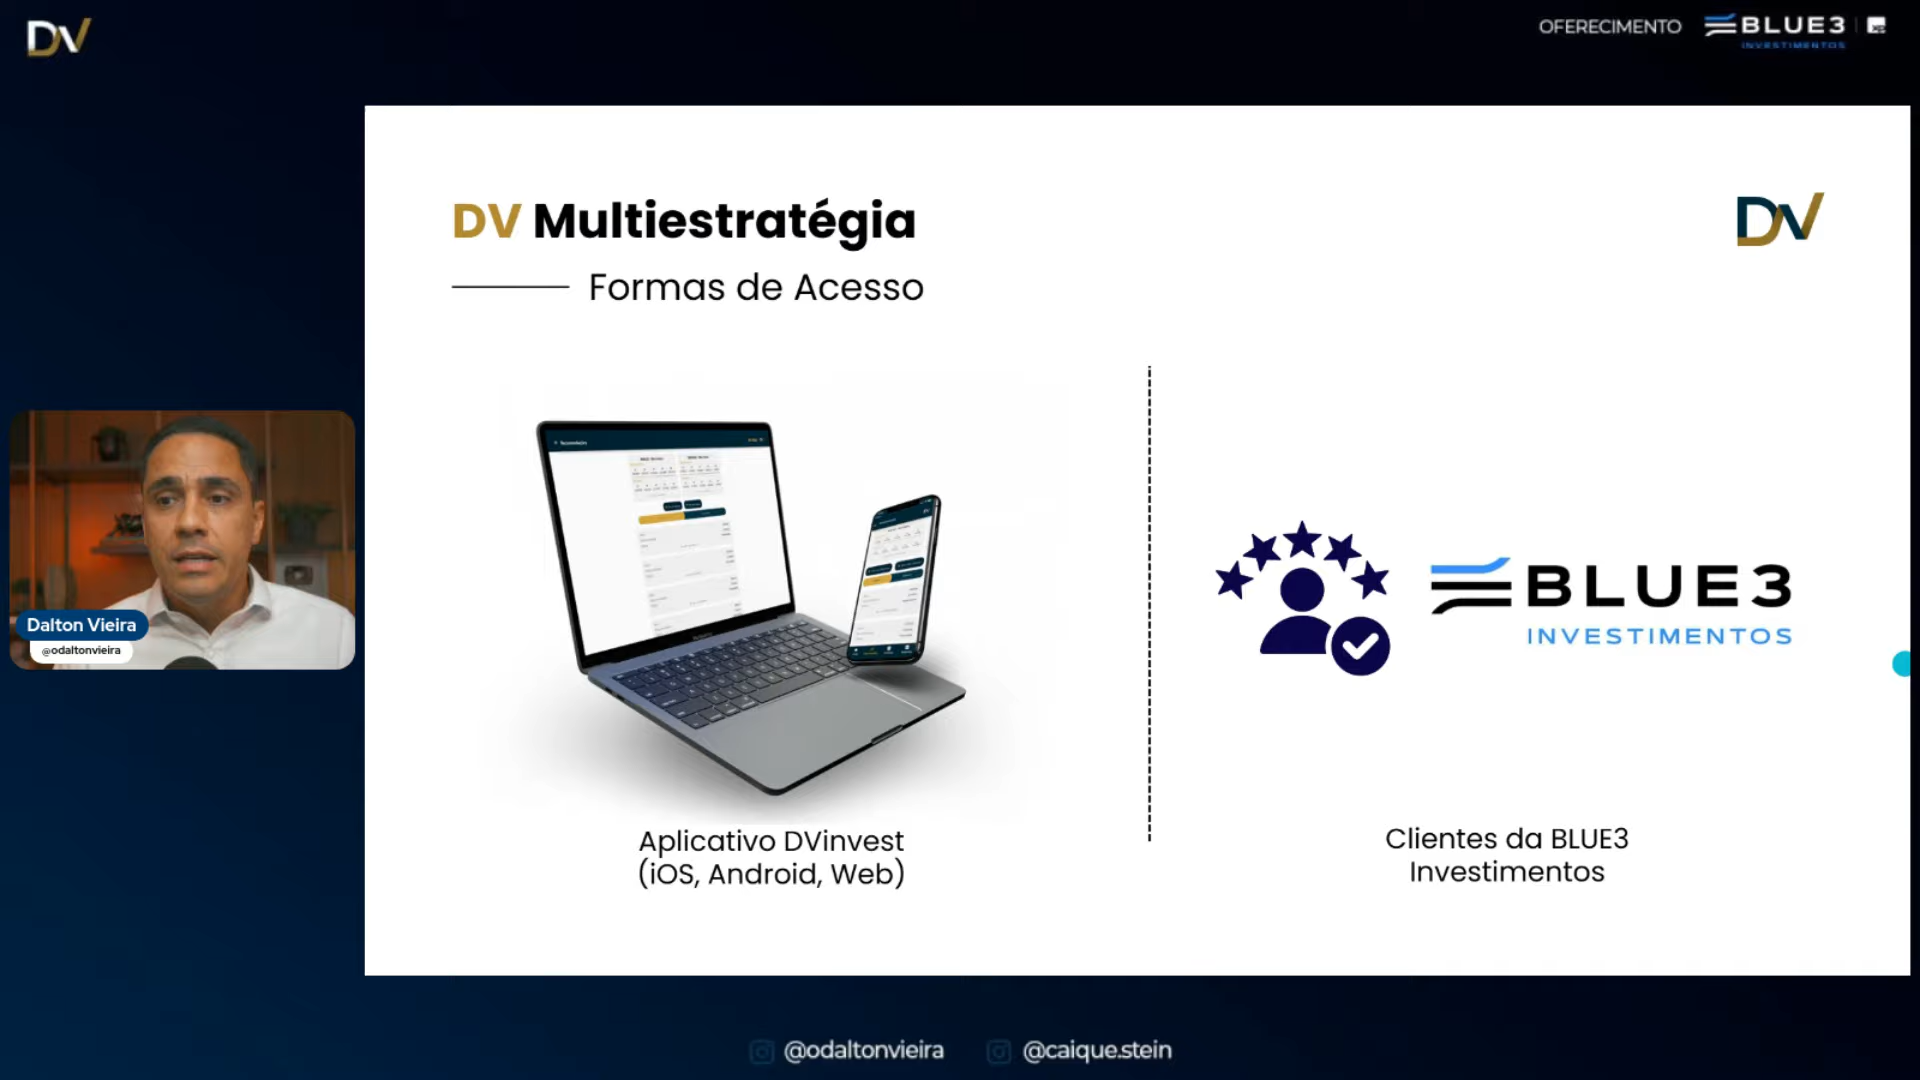 DV
OFERECIMENTO
BLUE3
INVESTIMENTOS
DV Multiestratégia
DV
Formas de Acesso
BLUE3
INVESTIMENTOS
Dalton Vieira
@odaltonvieira
Aplicativo DVinvest
(iOS, Android, Web)
Clientes da BLUE3
Investimentos
@odaltonvieira
@caique.stein